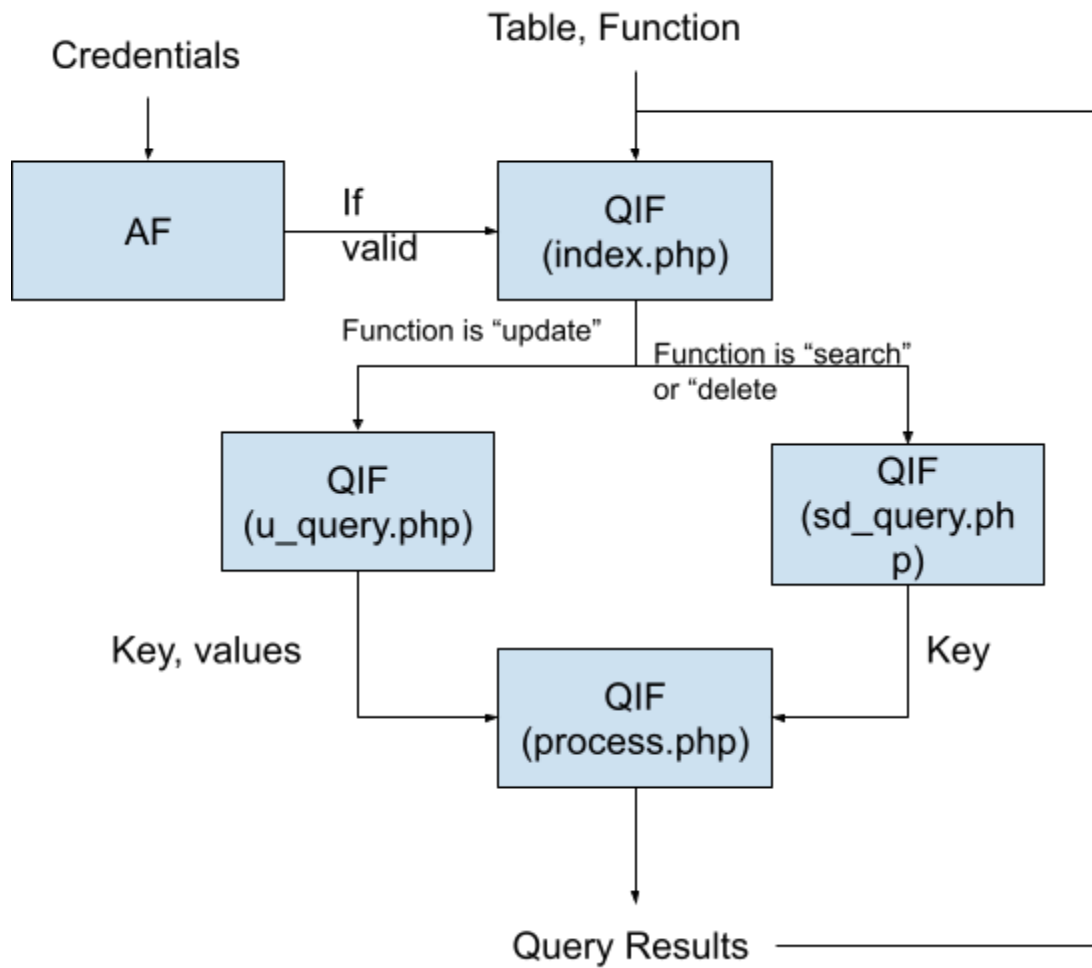 Table, Function
Credentials
AF
If
valid
QIF
(index.php)
Function is “update”
Function is “search”
or “delete
QIF
(u_query.php)
QIF
(sd_query.ph
p)
Key, values
Key
QIF
(process.php)
Query Results